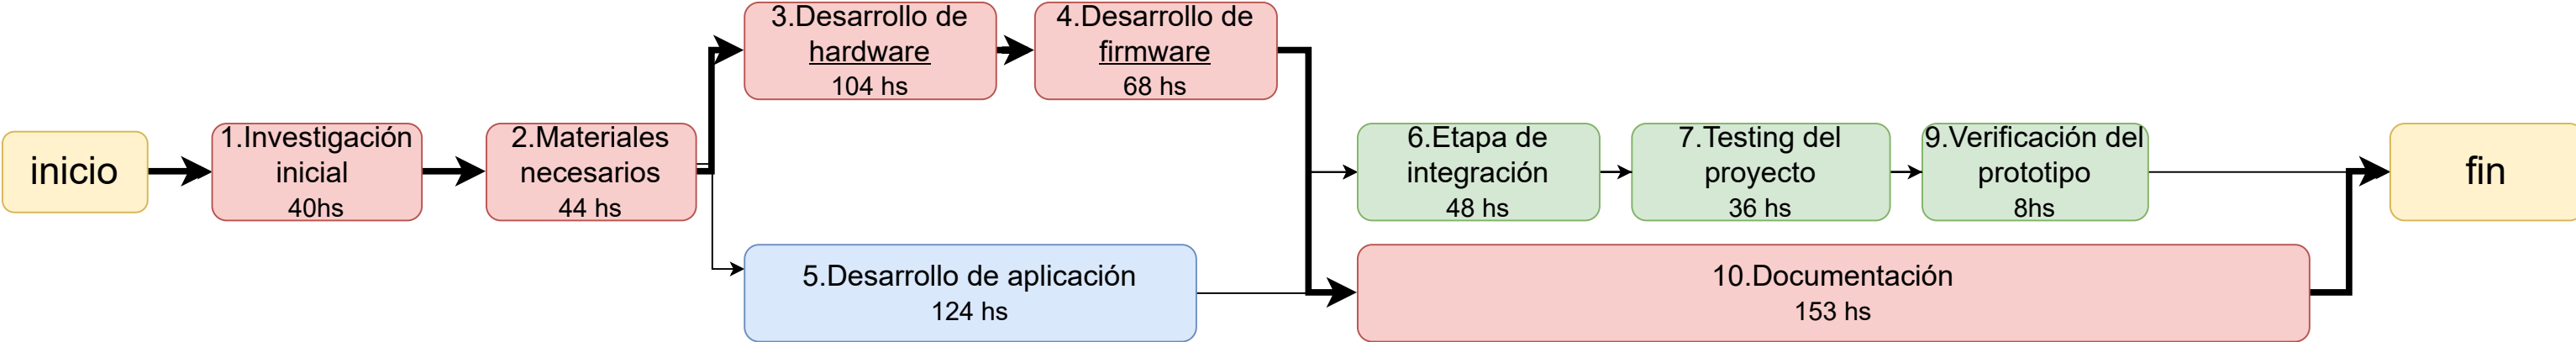 inicio
1.Investigación
inicial
40hs
2.Materiales
necesarios
44 hs
3.Desarrollo de
hardware
104 hs
4.Desarrollo de
firmware
68 hs
5.Desarrollo de aplicación
124 hs
6.Etapa de
integración
48 hs
7.Testing del
proyecto
36 hs
9.Verificación del
prototipo
8hs
10.Documentación
153 hs
fin